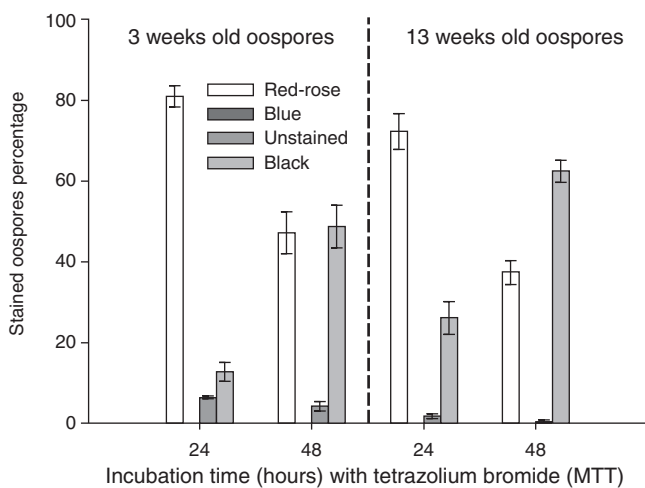 100
80
60
40
20
0
Stained oospores percentage
3 weeks old oospores
13 weeks old oospores
Red-rose
Blue
Unstained
Black
24
48
24
48
Incubation time (hours) with tetrazolium bromide (MTT)